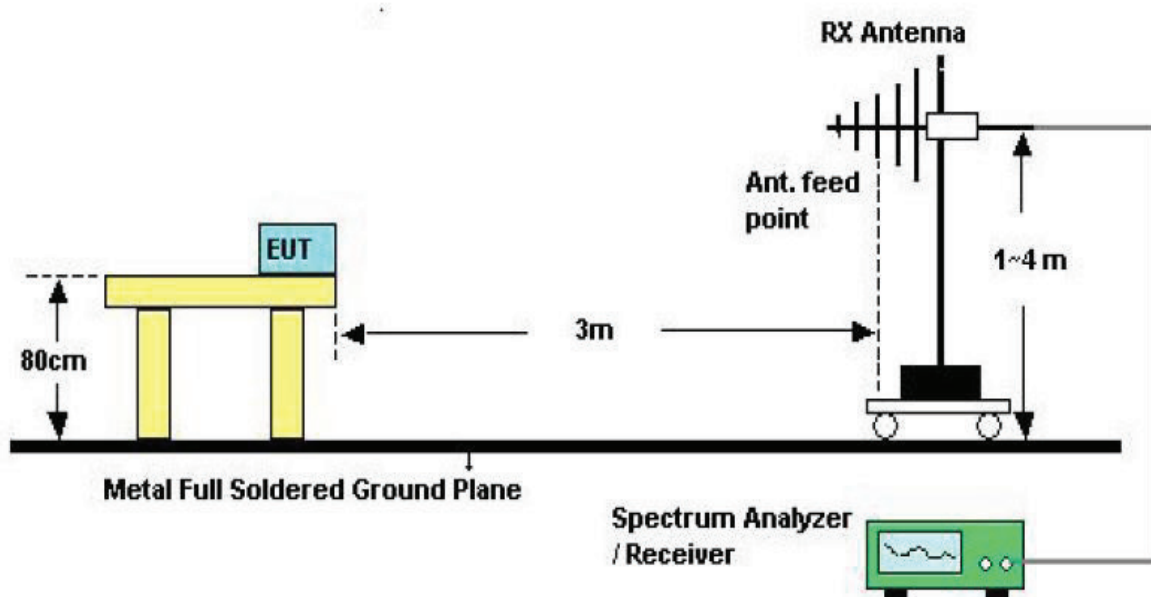 RX Antenna
Ant. feed
point
EUT
1~4 m
3m
80cm
Metal Full Soldered Ground Plane
Spectrum Analyzer
/ Receiver